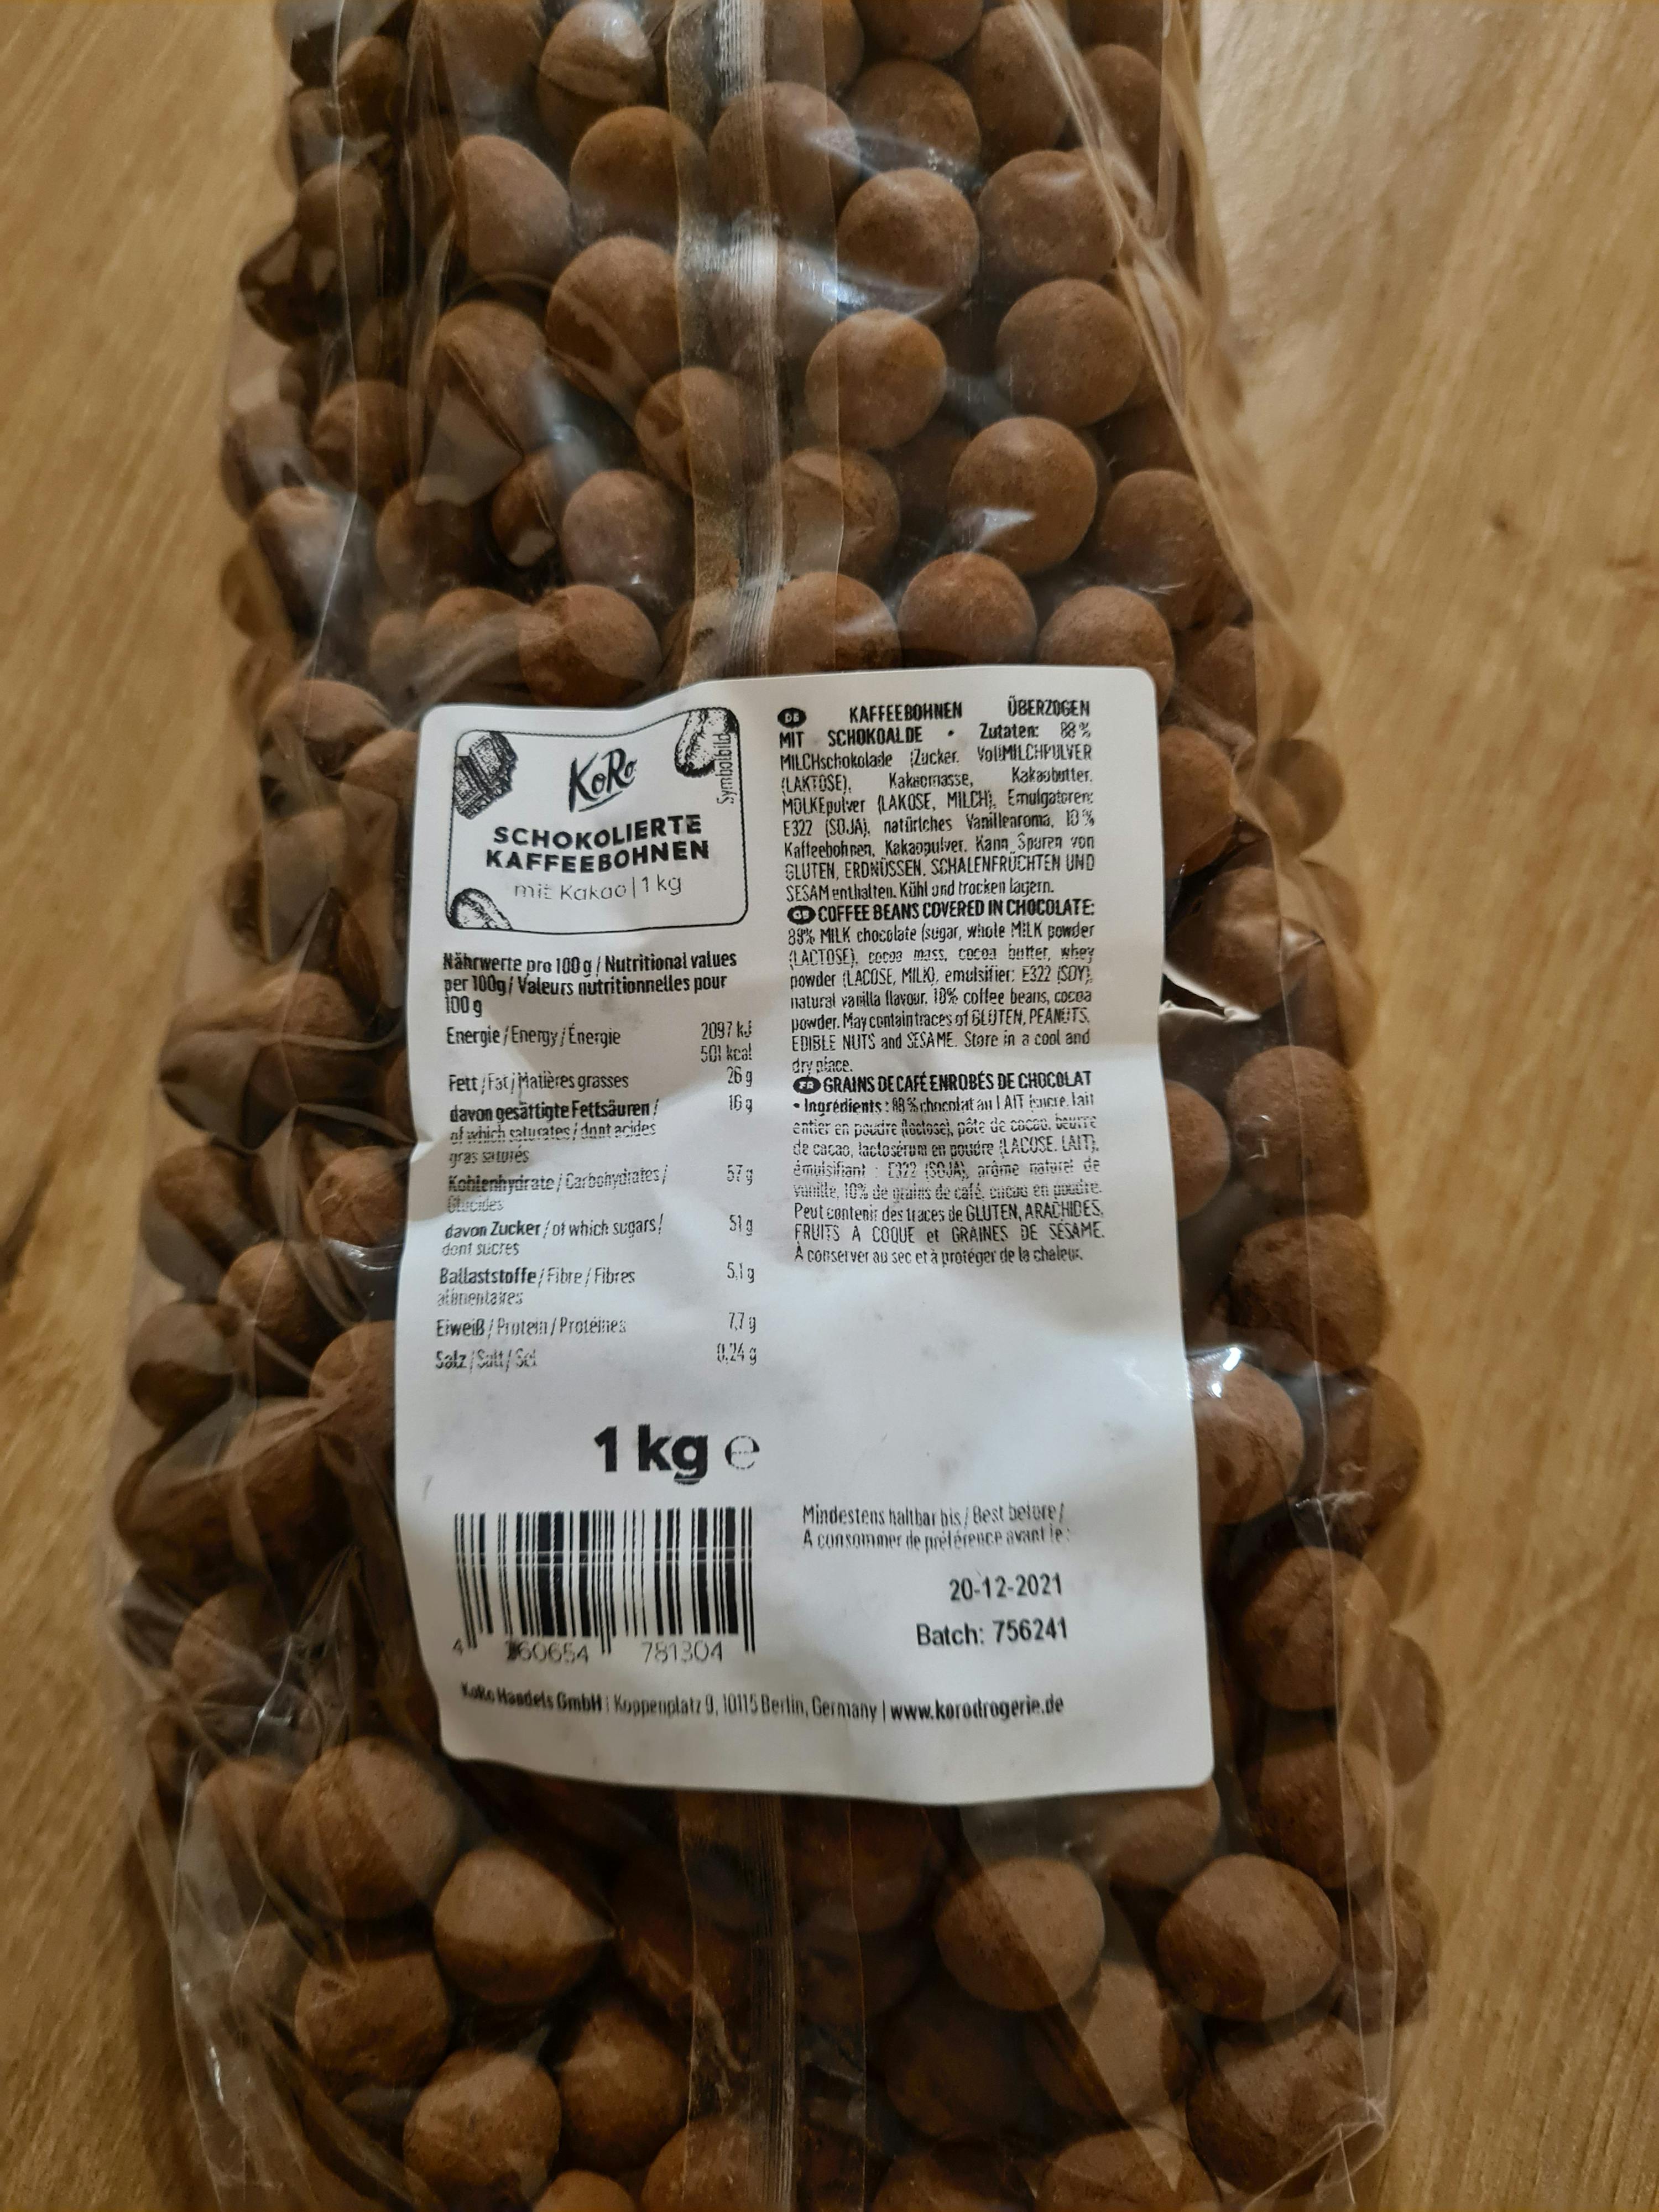 KoRo
Symbolbild
SCHOKOLIERTE
KAFFEEBOHNEN
mit Kakao | 1 kg
Nährwerte pro 100 g / Nutritional values
per 100g / Valeurs nutritionnelles pour
100 g
Energie / Energy / Énergie 2097 kJ
501 kcal
Fett / Fat / Matières grasses 26 g
davon gesättigte Fettsäuren / 16 g
of which saturates / dont acides
gras saturés
Kohlenhydrate / Carbohydrates / 57 g
Glucides
davon Zucker / of which sugars / 51 g
dont sucres
Ballaststoffe / Fibre / Fibres 5,1 g
alimentaires
Eiweiß / Protein / Protéines 7,7 g
Salz / Salt / Sel 0,24 g
1 kg ℮
4 260654 781304
DE KAFFEEBOHNEN ÜBERZOGEN
MIT SCHOKOALDE • Zutaten: 88 %
MILCHschokolade (Zucker, VollMILCHPULVER
(LAKTOSE), Kakaomasse, Kakaobutter,
MOLKEpulver (LAKOSE, MILCH), Emulgatoren:
E322 (SOJA), natürlches Vanillearoma, 10 %
Kaffeebohnen, Kakaopulver. Kann Spuren von
GLUTEN, ERDNÜSSEN, SCHALENFRÜCHTEN UND
SESAM enthalten. Kühl und trocken lagern.
GB COFFEE BEANS COVERED IN CHOCOLATE:
88% MILK chocolate (sugar, whole MILK powder
(LACTOSE), cocoa mass, cocoa butter, whey
powder (LACOSE, MILK), emulsifier: E322 (SOY),
natural vanilla flavour, 10% coffee beans, cocoa
powder. May contain traces of GLUTEN, PEANUTS,
EDIBLE NUTS and SESAME. Store in a cool and
dry place.
FR GRAINS DE CAFÉ ENROBÉS DE CHOCOLAT
• Ingrédients : 88 % chocolat au LAIT (sucre, lait
entier en poudre (lactose), pâte de cacao, beurre
de cacao, lactosérum en poudre (LACOSE, LAIT),
émulsifiant : E322 (SOJA), arôme naturel de
vanille, 10% de grains de café, cacao en poudre.
Peut contenir des traces de GLUTEN, ARACHIDES,
FRUITS A COQUE et GRAINES DE SÉSAME.
À conserver au sec et à protéger de la chaleur.
Mindestens haltbar bis / Best before /
A consommer de préférence avant le :
20-12-2021
Batch: 756241
KoRo Handels GmbH | Koppenplatz 9, 10115 Berlin, Germany | www.korodrogerie.de